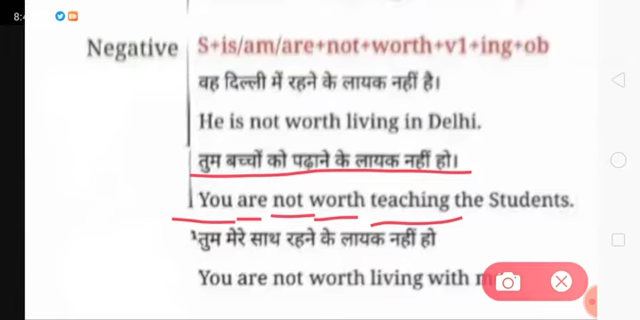 8:4
Negative S+is/am/are+not+worth+v1+ing+ob
वह दिल्ली में रहने के लायक नहीं है।
He is not worth living in Delhi.
तुम बच्चों को पढ़ाने के लायक नहीं हो।
You are not worth teaching the Students.
तुम मेरे साथ रहने के लायक नहीं हो
You are not worth living with